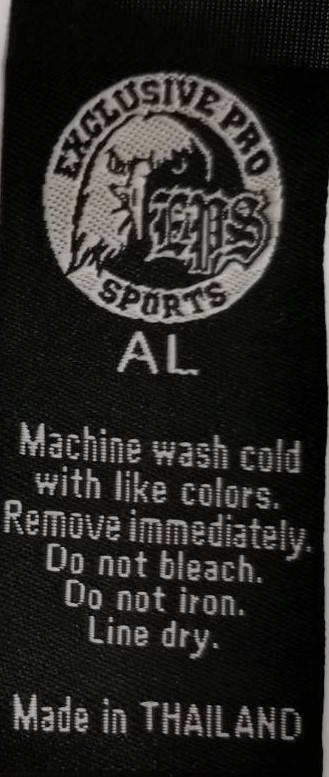 EXCLUSIVE PRO
EPS
SPORTS
AL
Machine wash cold
with like colors.
Remove immediately.
Do not bleach.
Do not iron.
Line dry.
Made in THAILAND